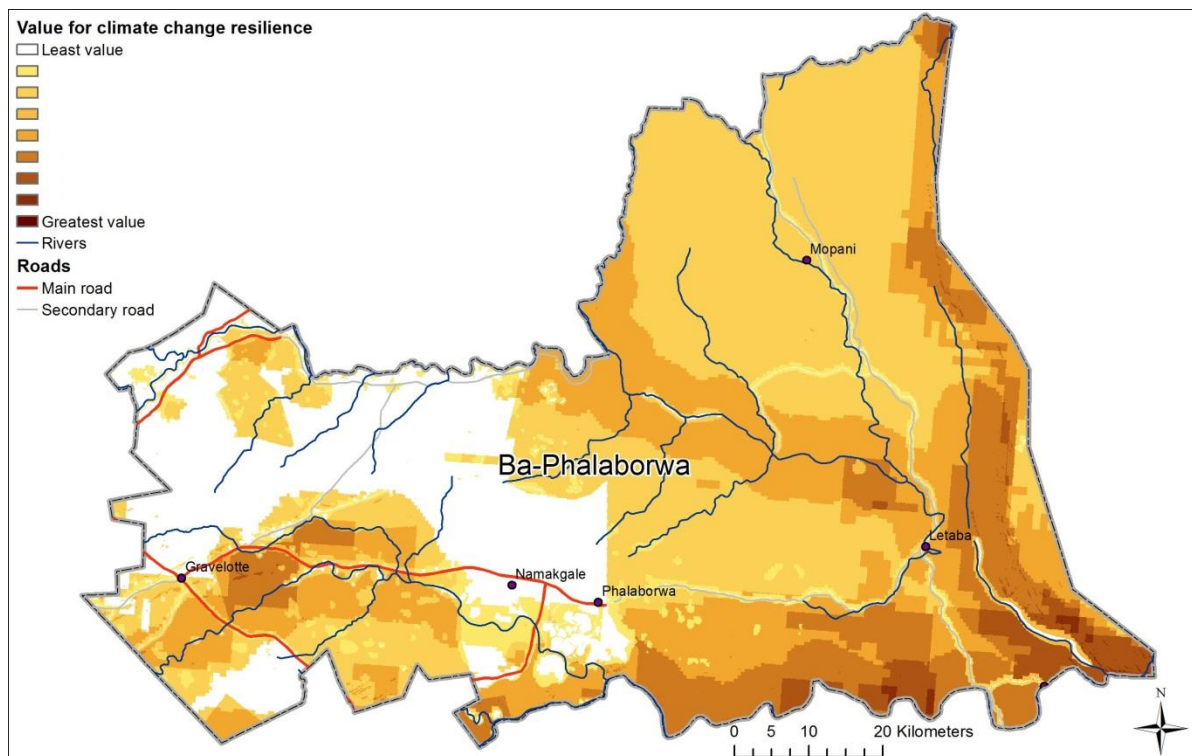 Value for climate change resilience
Least value
Greatest value
Rivers
Roads
Main road
Secondary road
Mopani
Ba-Phalaborwa
Letaba
Gravelotte
Namakgale
Phalaborwa
N
0 5 10 20 Kilometers